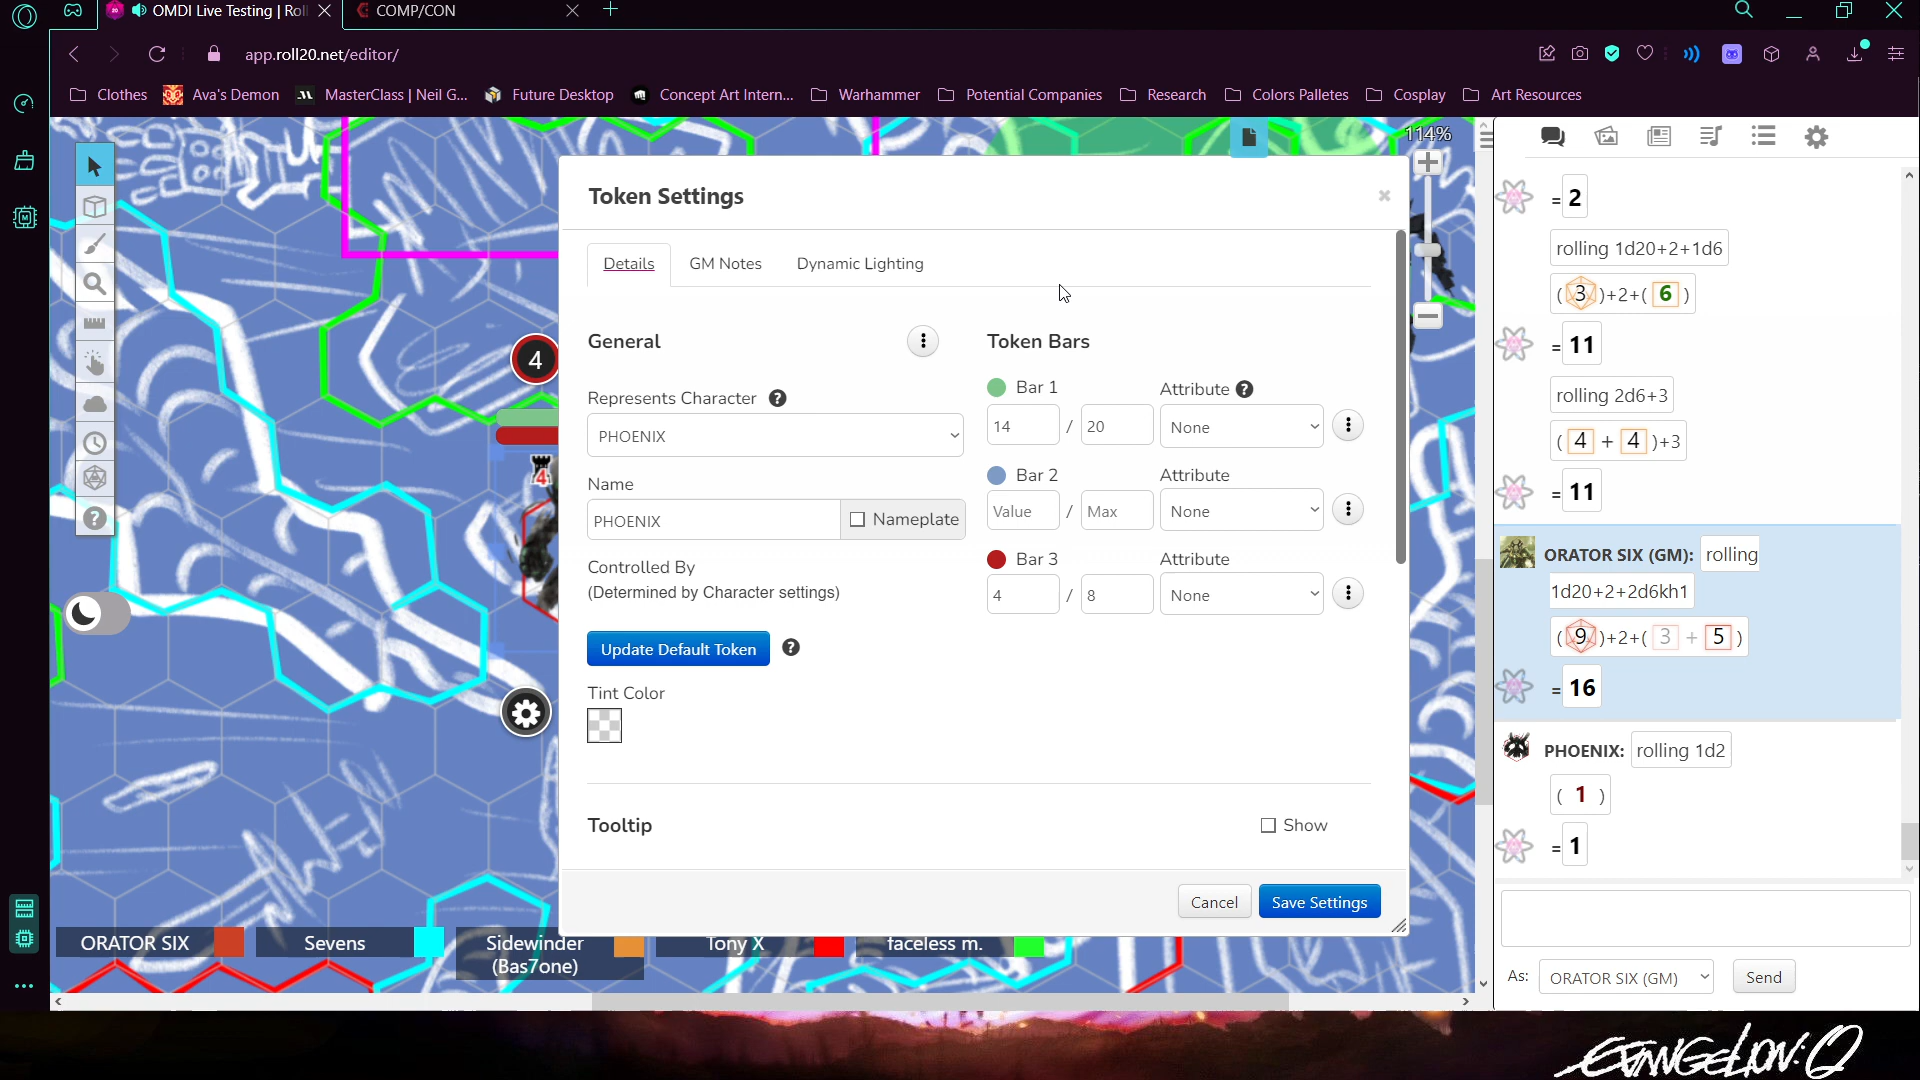 OMDI Live Testing | Rol
COMP/CON
app.roll20.net/editor/
Clothes
Ava's Demon
MasterClass | Neil G...
Future Desktop
Concept Art Intern...
Warhammer
Potential Companies
Research
Colors Palletes
Cosplay
Art Resources
114%
Token Settings
Details
GM Notes
Dynamic Lighting
General
Represents Character
PHOENIX
Name
PHOENIX
Nameplate
Controlled By
(Determined by Character settings)
Update Default Token
Tint Color
Token Bars
Bar 1
Attribute
14 / 20
None
Bar 2
Attribute
Value / Max
None
Bar 3
Attribute
4 / 8
None
Tooltip
Show
Cancel
Save Settings
4
4
ORATOR SIX
Sevens
Sidewinder
(Bas7one)
Tony X
faceless m.
=2
rolling 1d20+2+1d6
(3)+2+(6)
=11
rolling 2d6+3
(4+4)+3
=11
ORATOR SIX (GM): rolling
1d20+2+2d6kh1
(9)+2+(3+5)
=16
PHOENIX: rolling 1d2
(1)
=1
As:
ORATOR SIX (GM)
Send
EVANGELION:Q